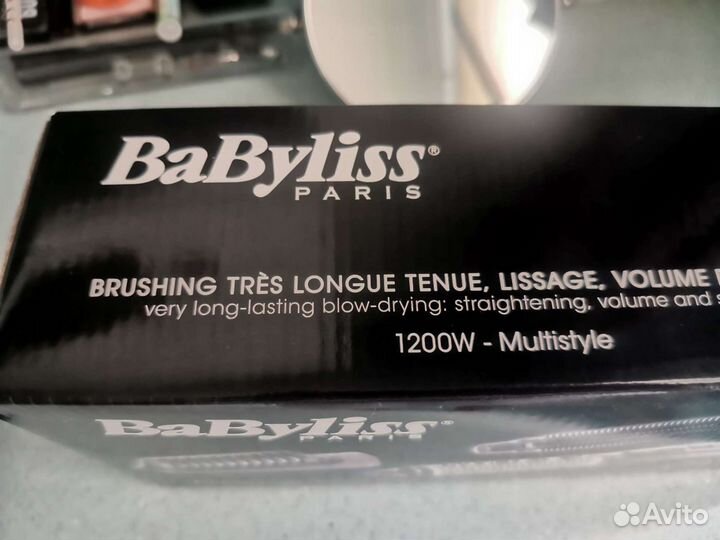 BaByliss®
PARIS
BRUSHING TRÈS LONGUE TENUE, LISSAGE, VOLUME
very long-lasting blow-drying: straightening, volume and
1200W - Multistyle
BaByliss®
PARIS
Avito